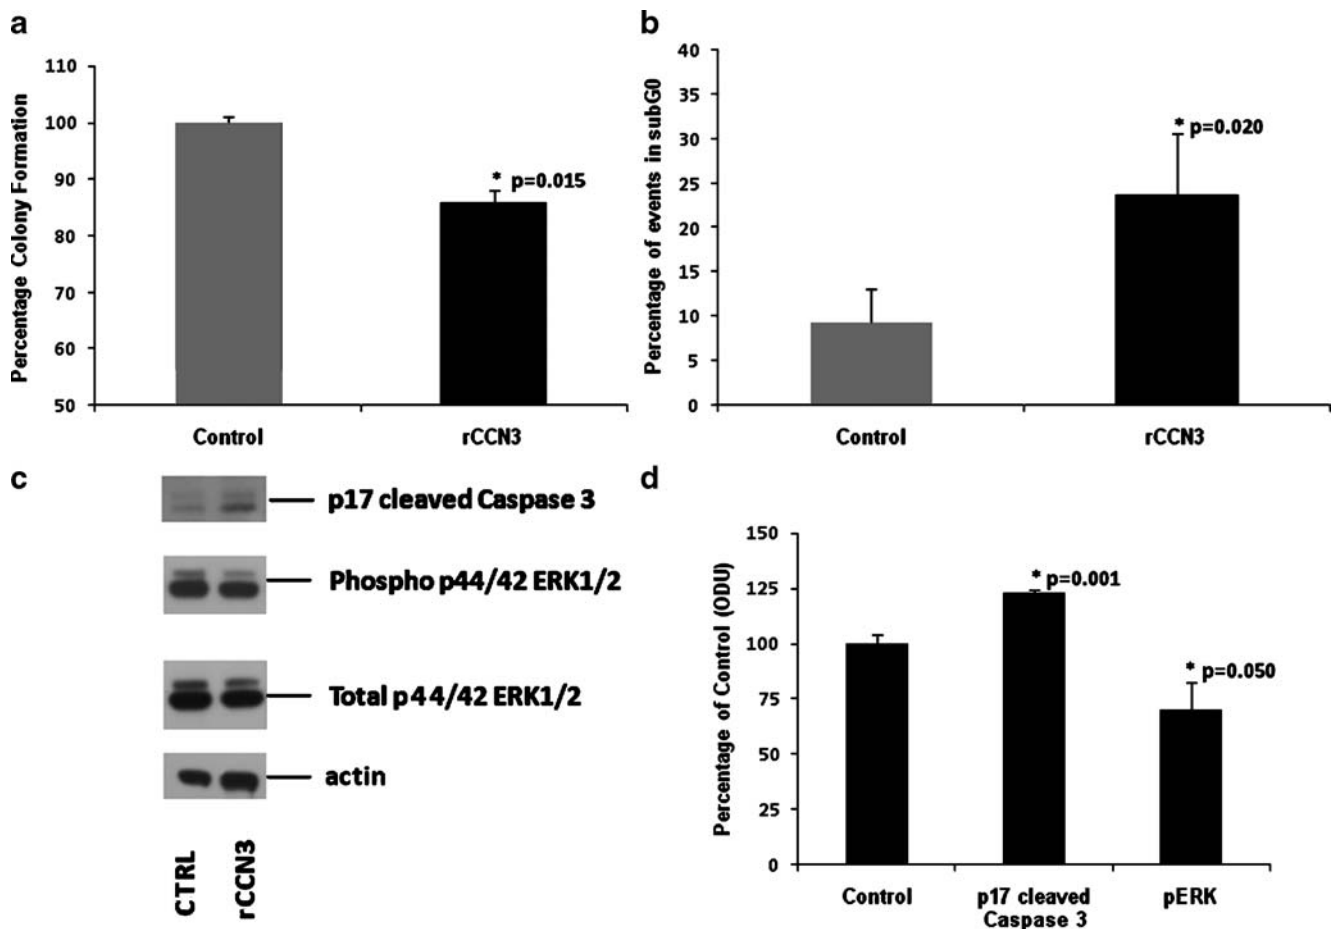 a
110
100
90
80
70
60
50
Percentage Colony Formation
* p=0.015
Control
rCCN3
b
40
35
30
25
20
15
10
5
0
Percentage of events in subG0
* p=0.020
Control
rCCN3
c
p17 cleaved Caspase 3
Phospho p44/42 ERK1/2
Total p44/42 ERK1/2
actin
CTRL
rCCN3
d
150
125
100
75
50
25
0
Percentage of Control (ODU)
* p=0.001
* p=0.050
Control
p17 cleaved
Caspase 3
pERK